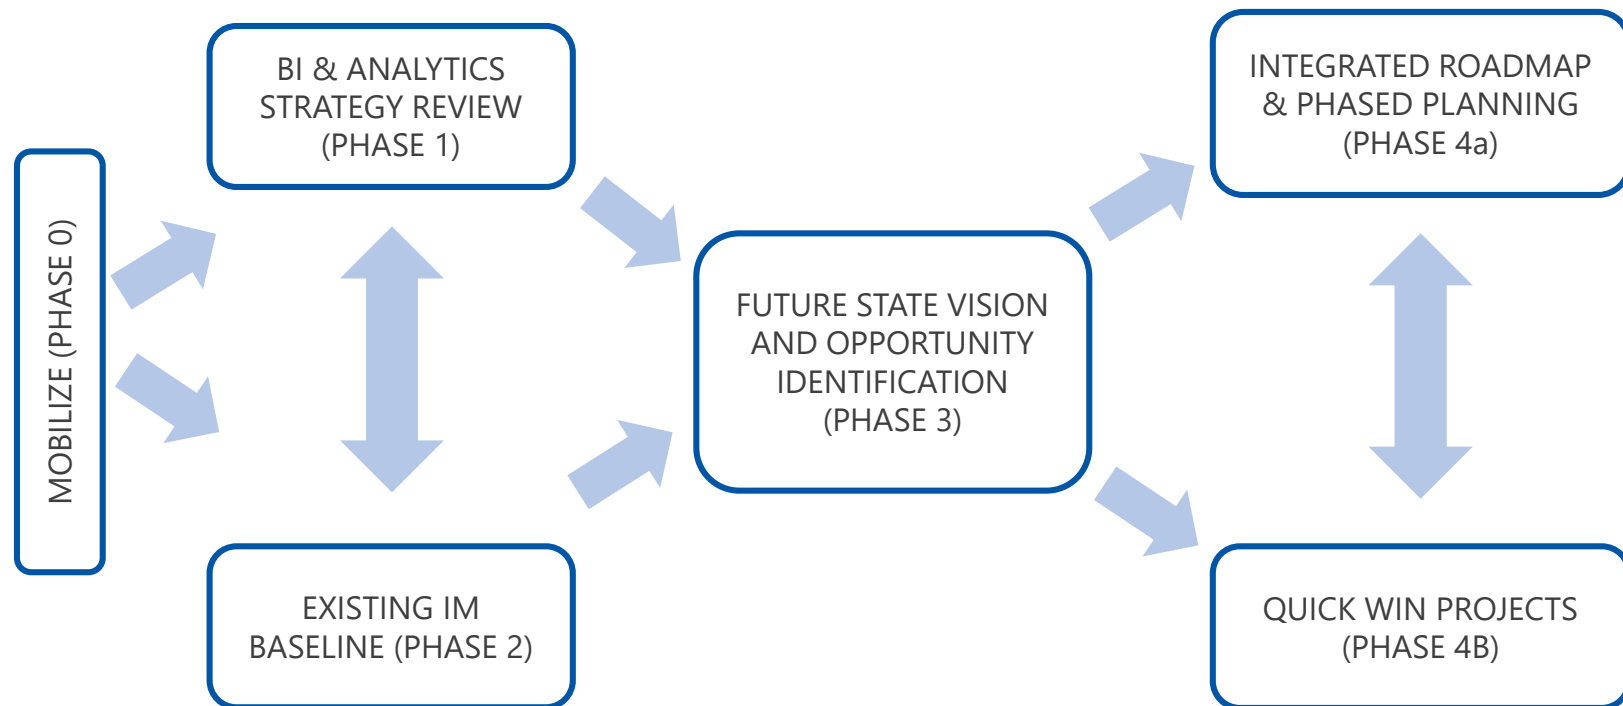 MOBILIZE (PHASE 0)
BI & ANALYTICS
STRATEGY REVIEW
(PHASE 1)
EXISTING IM
BASELINE (PHASE 2)
FUTURE STATE VISION
AND OPPORTUNITY
IDENTIFICATION
(PHASE 3)
INTEGRATED ROADMAP
& PHASED PLANNING
(PHASE 4a)
QUICK WIN PROJECTS
(PHASE 4B)